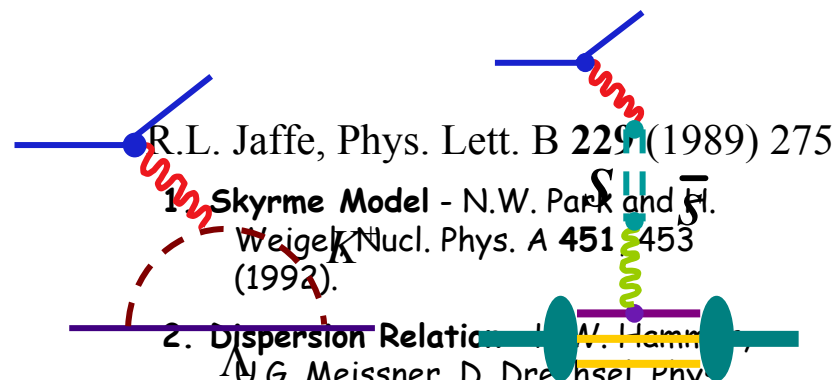 R.L. Jaffe, Phys. Lett. B 229 (1989) 275
1. Skyrme Model - N.W. Park and H.
S s̅
Weigel, Nucl. Phys. A 451, 453
K⁺
(1992).
2. Dispersion Relation - W. Hammer,
Λ
U.G. Meissner, D. Drechsel, Phys.